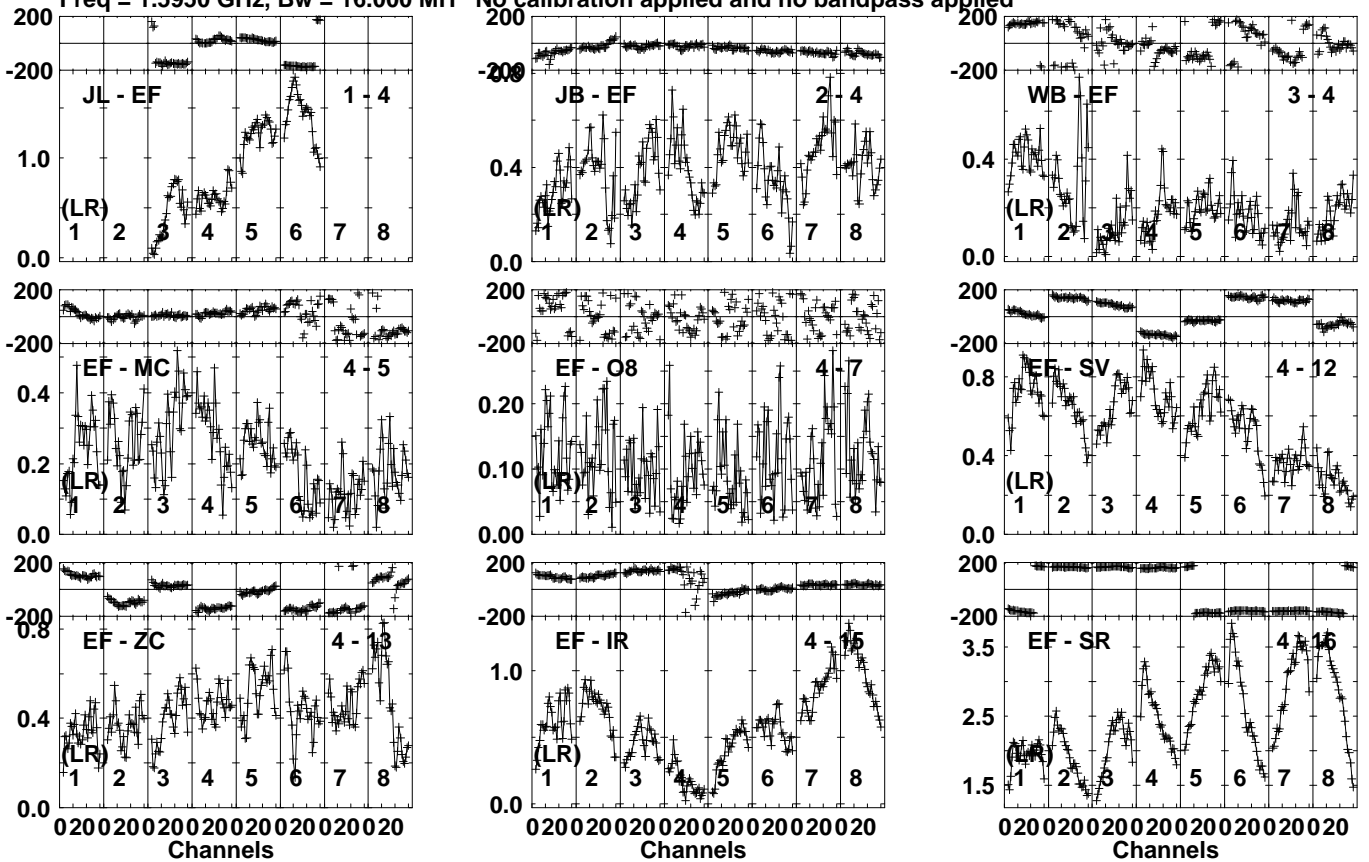 Freq = 1.5950 GHz, Bw = 16.000 MH No calibration applied and no bandpass applied
200
-200
JL - EF 1 - 4
1.0
0.0
(LR)
1 2 3 4 5 6 7 8
200
-200
0.8
JB - EF 2 - 4
0.4
0.0
(LR)
1 2 3 4 5 6 7 8
200
-200
WB - EF 3 - 4
0.4
0.0
(LR)
1 2 3 4 5 6 7 8
200
-200
EF - MC 4 - 5
0.4
0.2
0.0
(LR)
1 2 3 4 5 6 7 8
200
-200
EF - O8 4 - 7
0.20
0.10
0.00
(LR)
1 2 3 4 5 6 7 8
200
-200
EF - SV 4 - 12
0.8
0.4
0.0
(LR)
1 2 3 4 5 6 7 8
200
-200
0.8
EF - ZC 4 - 13
0.4
0.0
(LR)
1 2 3 4 5 6 7 8
0 20 0 20 0 20 0 20 0 20 0 20 0 20 0 20
Channels
200
-200
EF - IR 4 - 15
1.0
0.0
(LR)
1 2 3 4 5 6 7 8
0 20 0 20 0 20 0 20 0 20 0 20 0 20 0 20
Channels
200
-200
EF - SR 4 - 16
3.5
2.5
1.5
(LR)
1 2 3 4 5 6 7 8
0 20 0 20 0 20 0 20 0 20 0 20 0 20 0 20
Channels